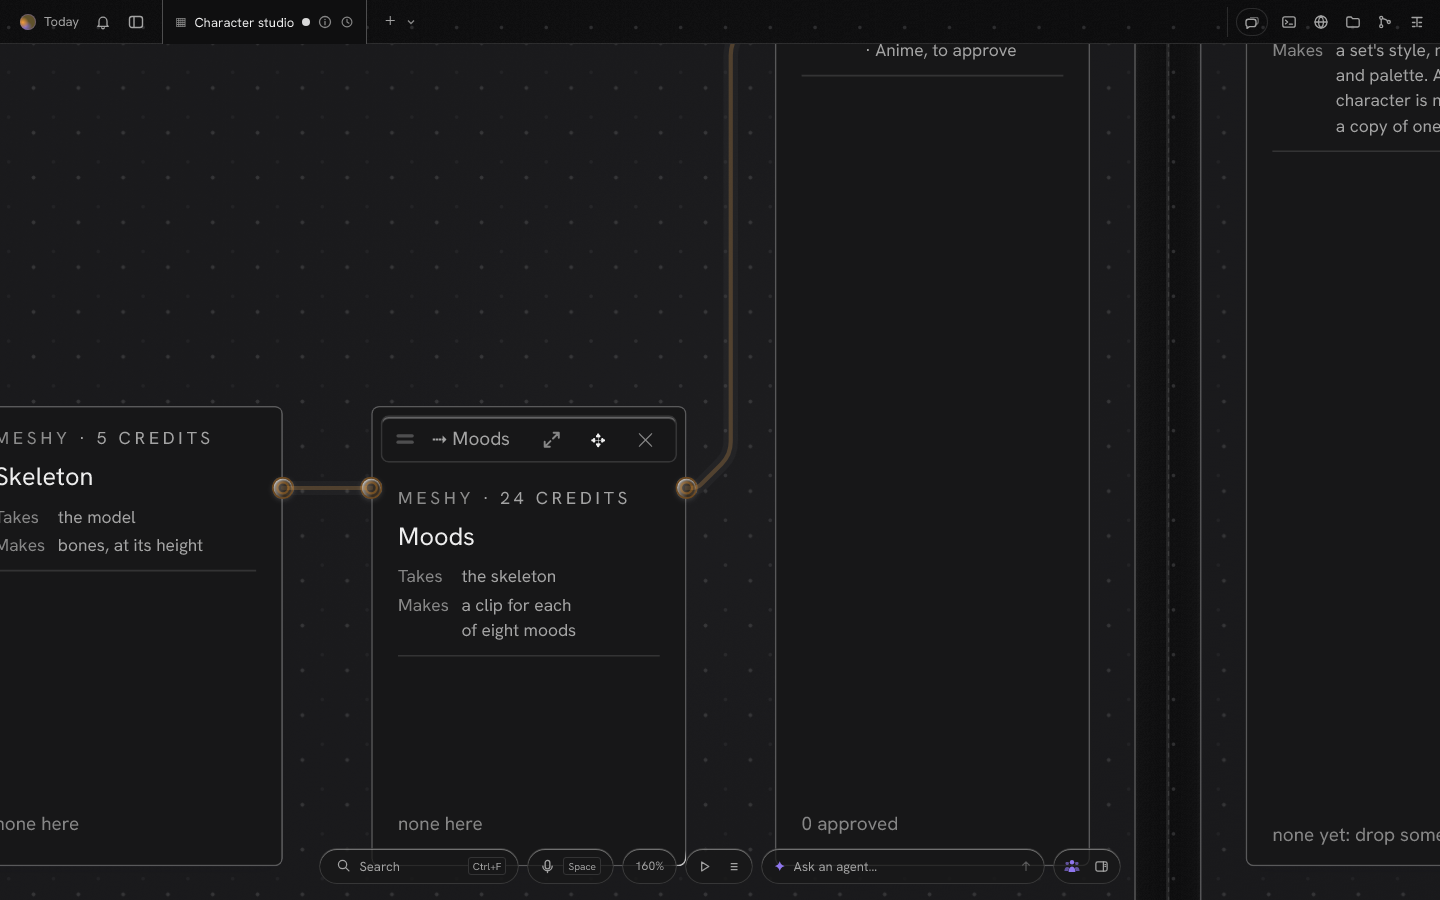 Today
Character studio
· Anime, to approve
Makes a set's style,
and palette.
character is
a copy of one
MESHY · 5 CREDITS
Skeleton
Takes the model
Makes bones, at its height
none here
Moods
MESHY · 24 CREDITS
Moods
Takes the skeleton
Makes a clip for each
of eight moods
none here
0 approved
none yet: drop some
Search Ctrl+F
Space
160%
Ask an agent...